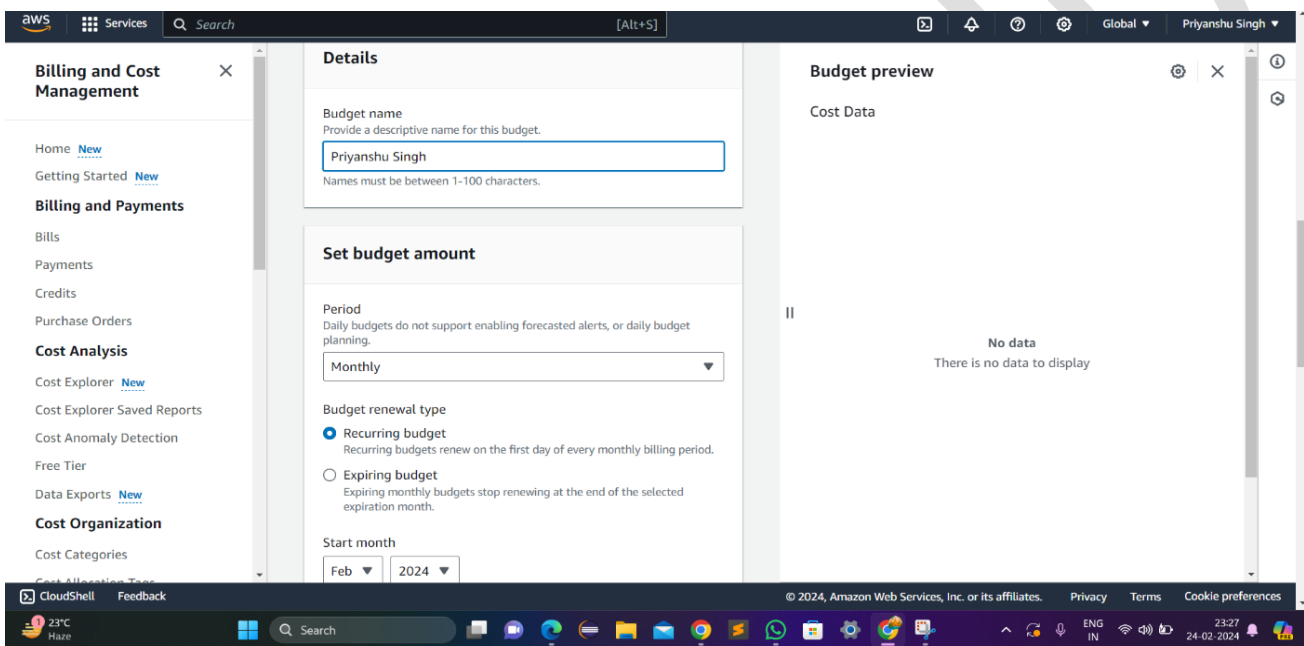 aws
Services
Search
[Alt+S]
Global
Priyanshu Singh
Billing and Cost
Management
Home New
Getting Started New
Billing and Payments
Bills
Payments
Credits
Purchase Orders
Cost Analysis
Cost Explorer New
Cost Explorer Saved Reports
Cost Anomaly Detection
Free Tier
Data Exports New
Cost Organization
Cost Categories
Cost Allocation Tags
Details
Budget name
Provide a descriptive name for this budget.
Priyanshu Singh
Names must be between 1-100 characters.
Set budget amount
Period
Daily budgets do not support enabling forecasted alerts, or daily budget
planning.
Monthly
Budget renewal type
Recurring budget
Recurring budgets renew on the first day of every monthly billing period.
Expiring budget
Expiring monthly budgets stop renewing at the end of the selected
expiration month.
Start month
Feb
2024
Budget preview
Cost Data
No data
There is no data to display
CloudShell
Feedback
© 2024, Amazon Web Services, Inc. or its affiliates.
Privacy
Terms
Cookie preferences
1
23°C
Haze
Search
ENG
IN
23:27
24-02-2024
PRE